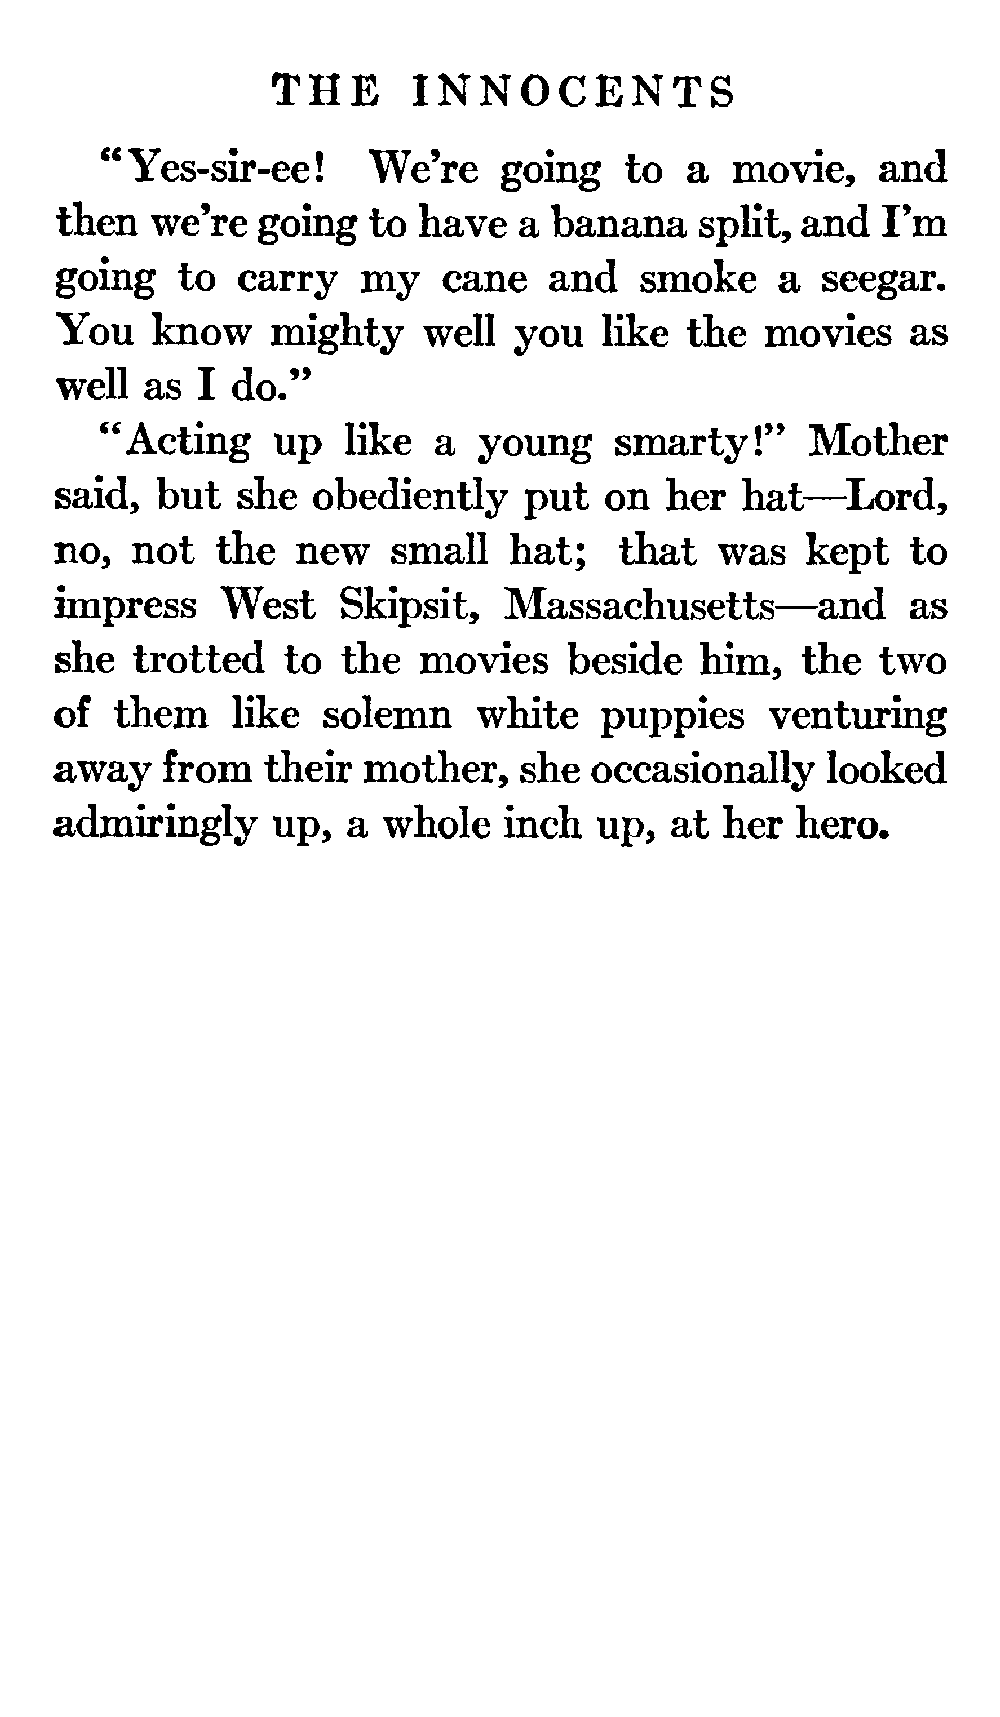 THE INNOCENTS
“Yes-sir-ee! We’re going to a movie, and
then we’re going to have a banana split, and I’m
going to carry my cane and smoke a seegar.
You know mighty well you like the movies as
well as I do.”
“Acting up like a young smarty!” Mother
said, but she obediently put on her hat—Lord,
no, not the new small hat; that was kept to
impress West Skipsit, Massachusetts—and as
she trotted to the movies beside him, the two
of them like solemn white puppies venturing
away from their mother, she occasionally looked
admiringly up, a whole inch up, at her hero.